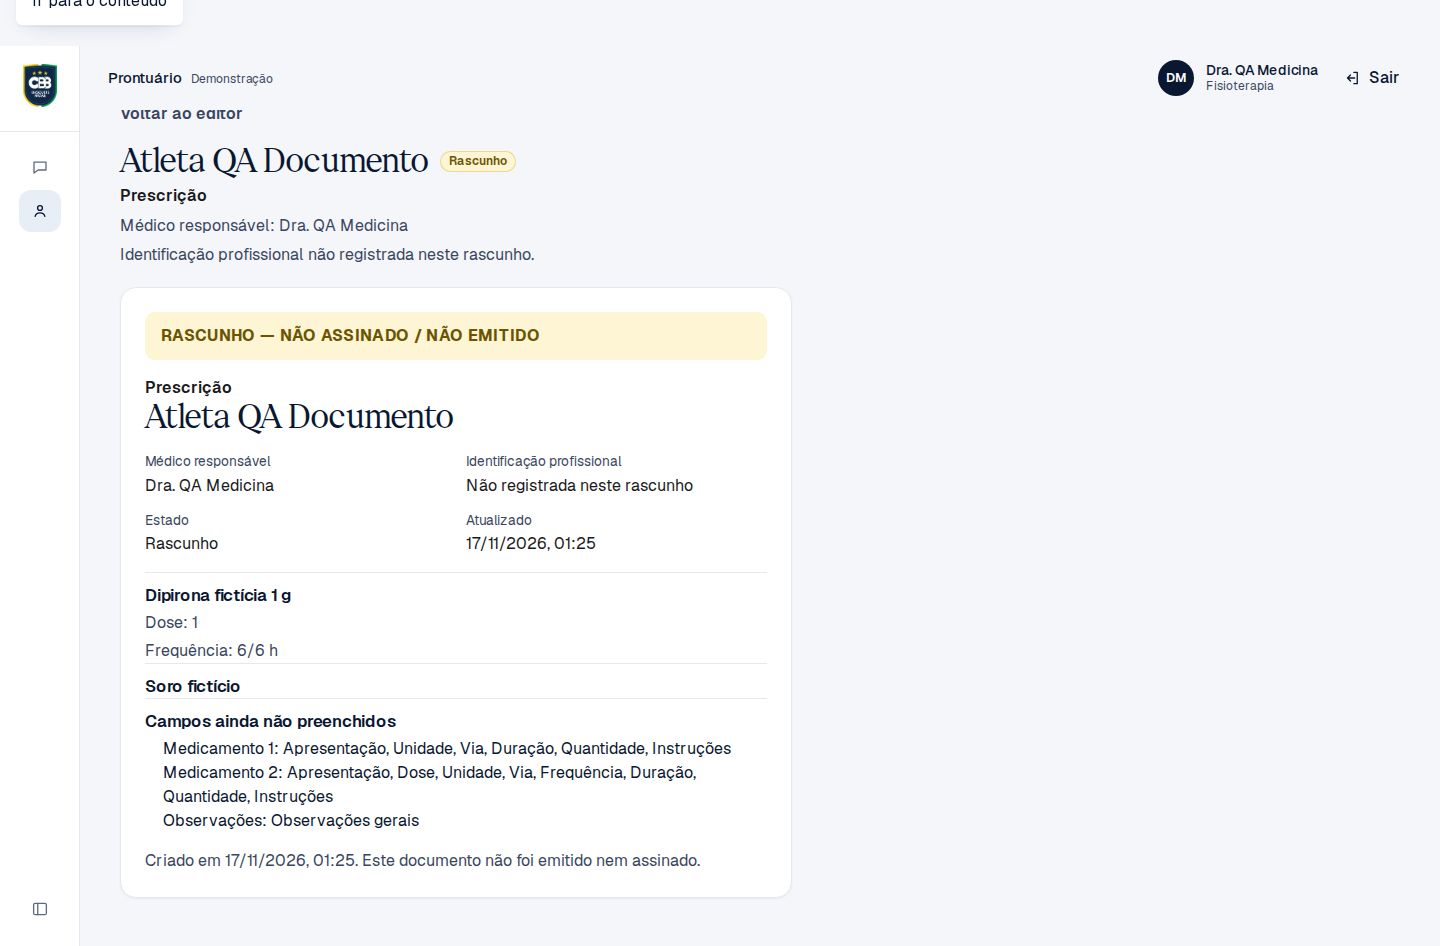 Ir para o conteúdo
CBB
Prontuário Demonstração
DM
Dra. QA Medicina
Fisioterapia
Sair
Voltar ao editor
Atleta QA Documento Rascunho
Prescrição
Médico responsável: Dra. QA Medicina
Identificação profissional não registrada neste rascunho.
RASCUNHO — NÃO ASSINADO / NÃO EMITIDO
Prescrição
Atleta QA Documento
Médico responsável
Dra. QA Medicina
Identificação profissional
Não registrada neste rascunho
Estado
Rascunho
Atualizado
17/11/2026, 01:25
Dipirona fictícia 1 g
Dose: 1
Frequência: 6/6 h
Soro fictício
Campos ainda não preenchidos
Medicamento 1: Apresentação, Unidade, Via, Duração, Quantidade, Instruções
Medicamento 2: Apresentação, Dose, Unidade, Via, Frequência, Duração,
Quantidade, Instruções
Observações: Observações gerais
Criado em 17/11/2026, 01:25. Este documento não foi emitido nem assinado.